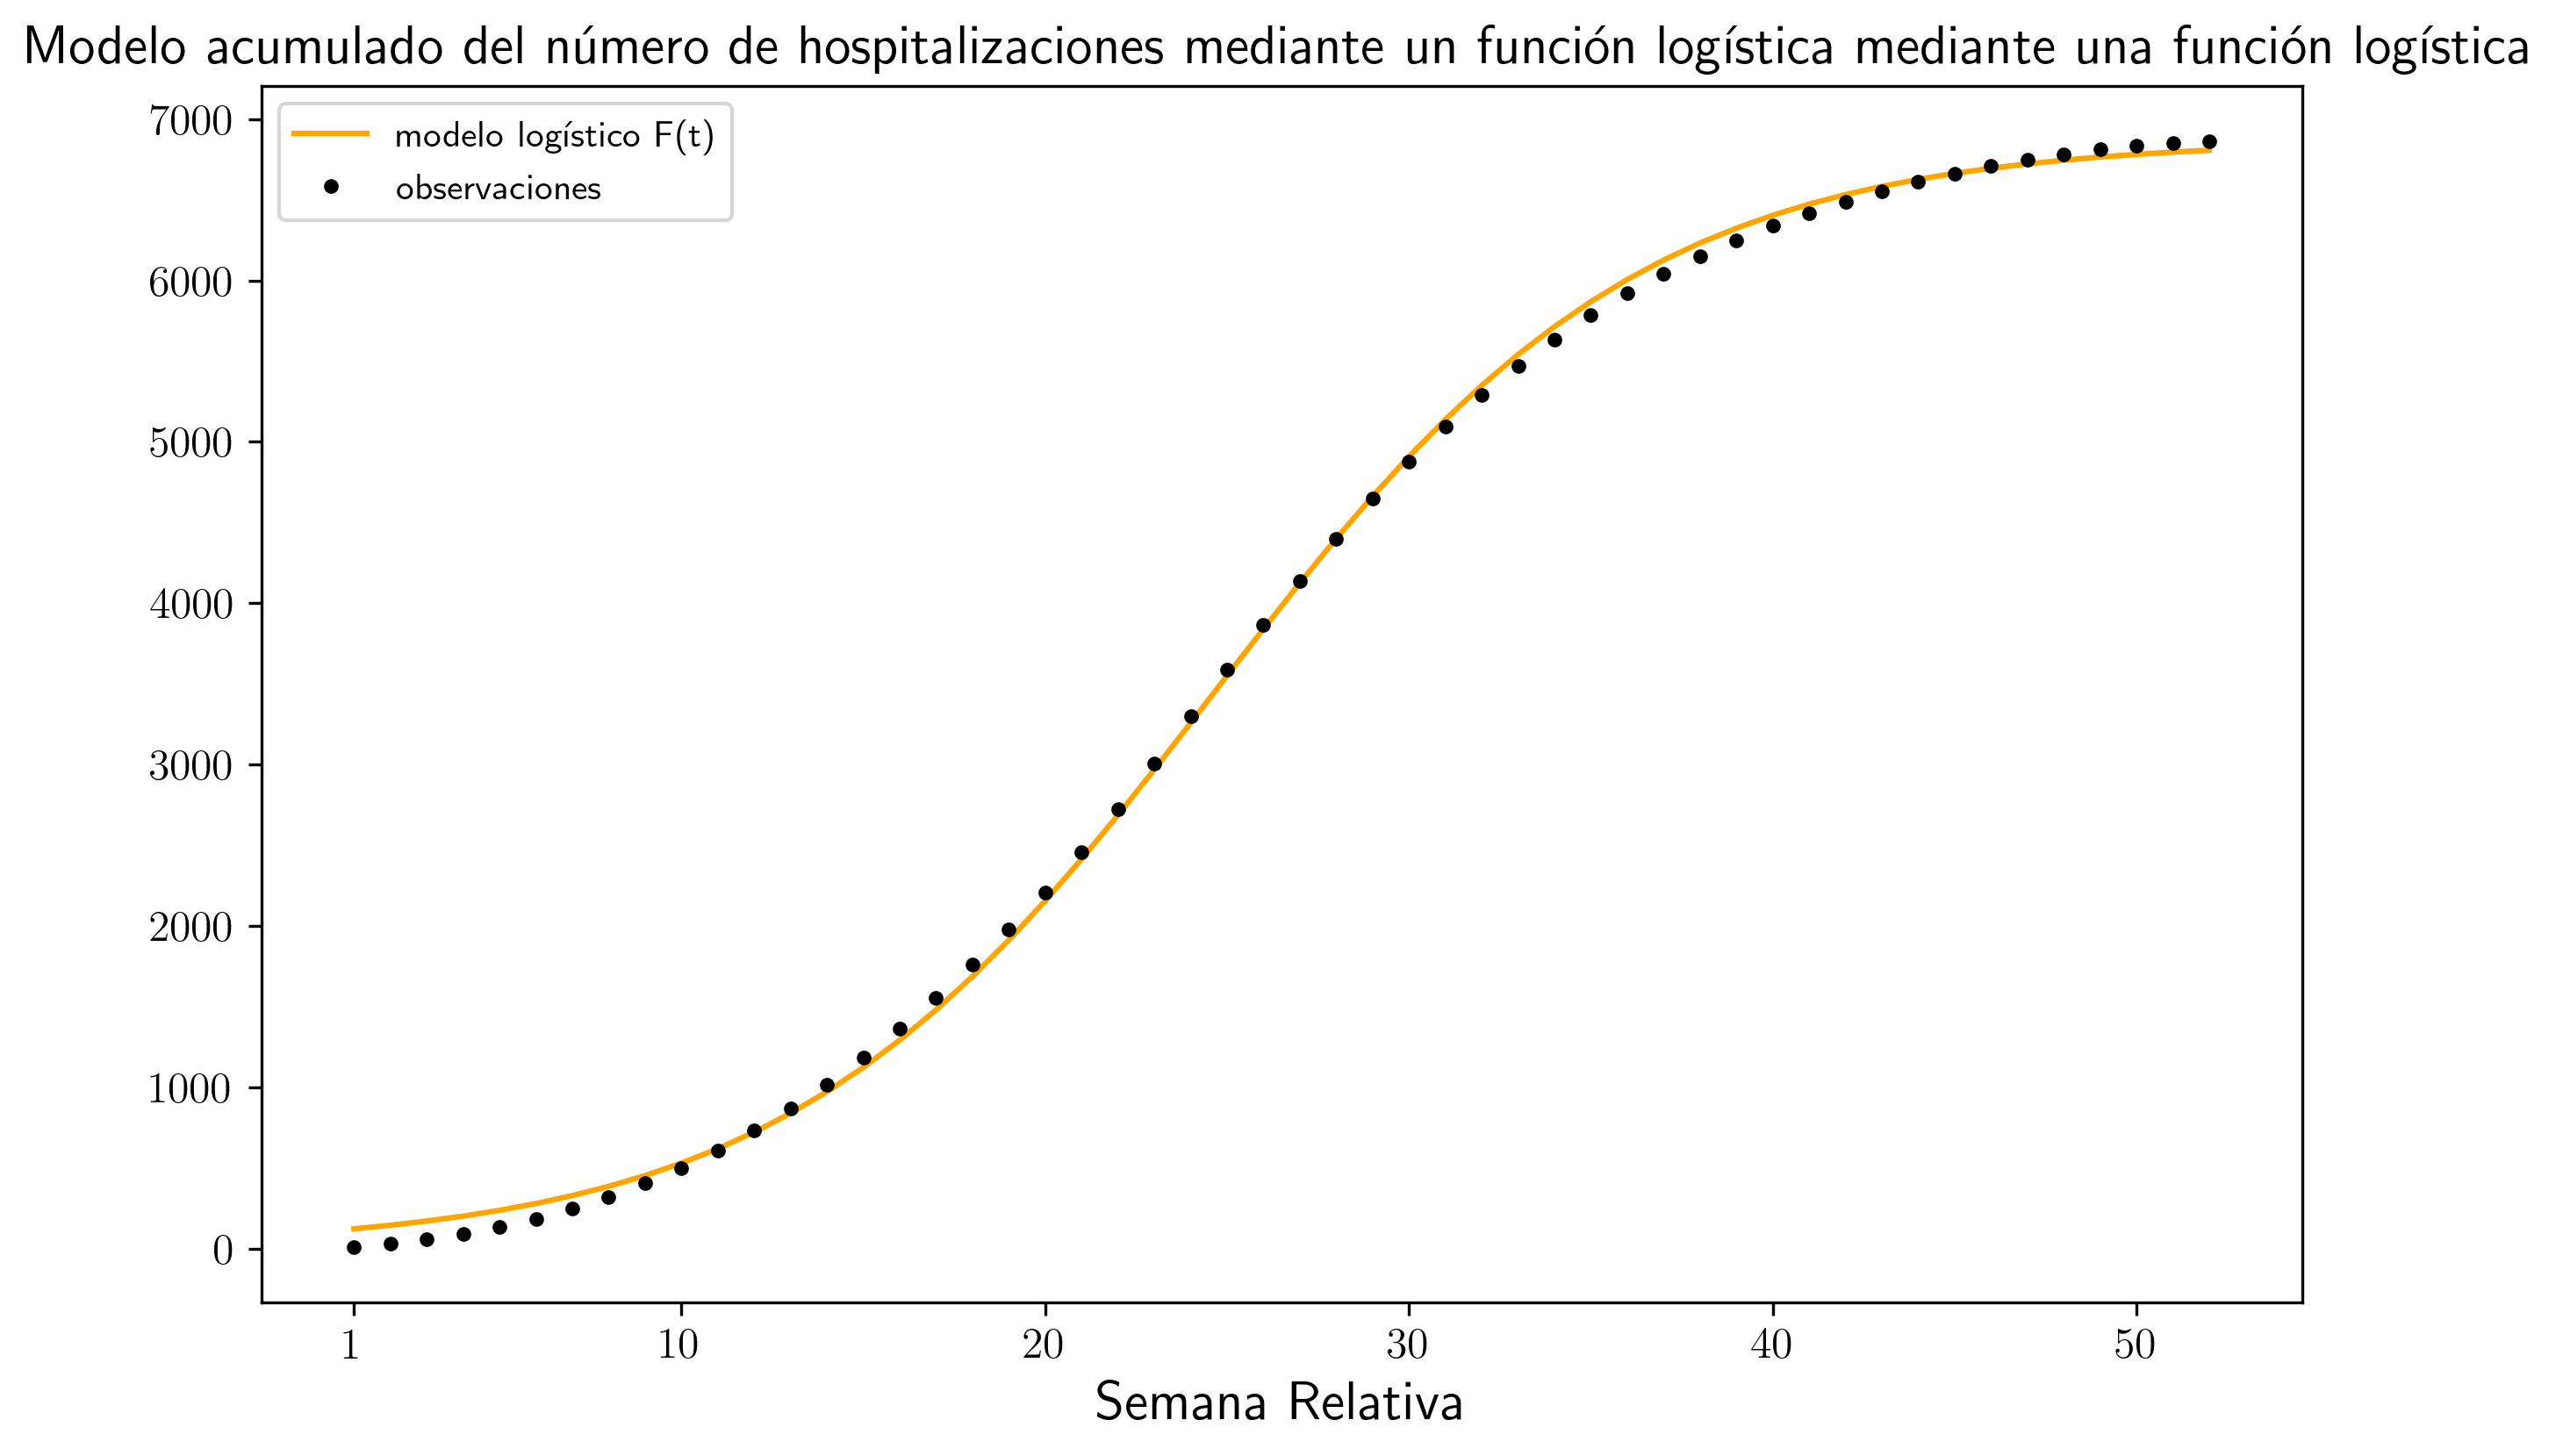 Modelo acumulado del número de hospitalizaciones mediante un función logística mediante una función logística
7000
modelo logístico F(t)
observaciones
6000
5000
4000
3000
2000
1000
0
1 10 20 30 40 50
Semana Relativa